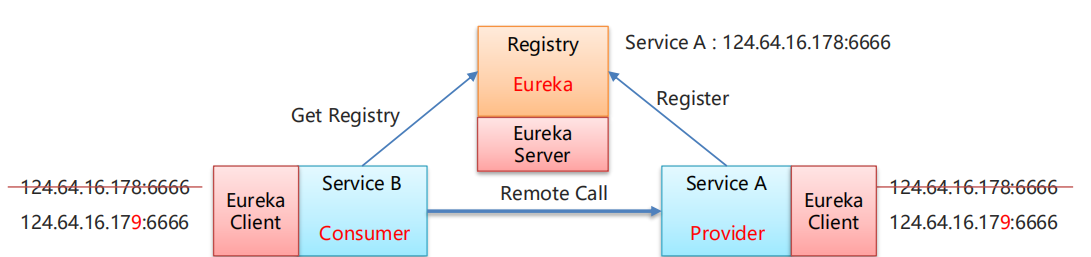 Registry
Eureka
Eureka
Server
Service A : 124.64.16.178:6666
Get Registry
Register
124.64.16.178:6666
124.64.16.179:6666
Eureka
Client
Service B
Consumer
Remote Call
Service A
Provider
Eureka
Client
124.64.16.178:6666
124.64.16.179:6666